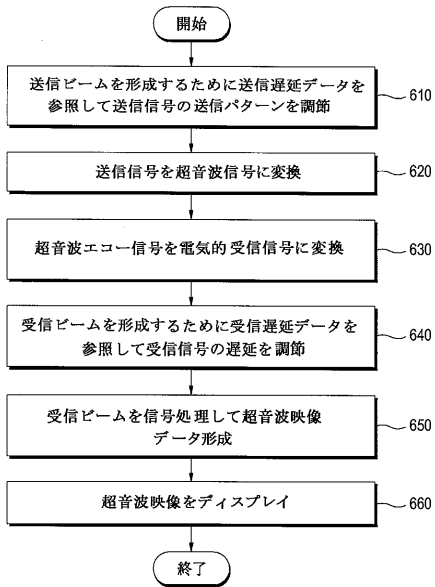 開始
送信ビームを形成するために送信遅延データを
参照して送信信号の送信パターンを調節
610
送信信号を超音波信号に変換
620
超音波エコー信号を電気的受信信号に変換
630
受信ビームを形成するために受信遅延データを
参照して受信信号の遅延を調節
640
受信ビームを信号処理して超音波映像
データ形成
650
超音波映像をディスプレイ
660
終了